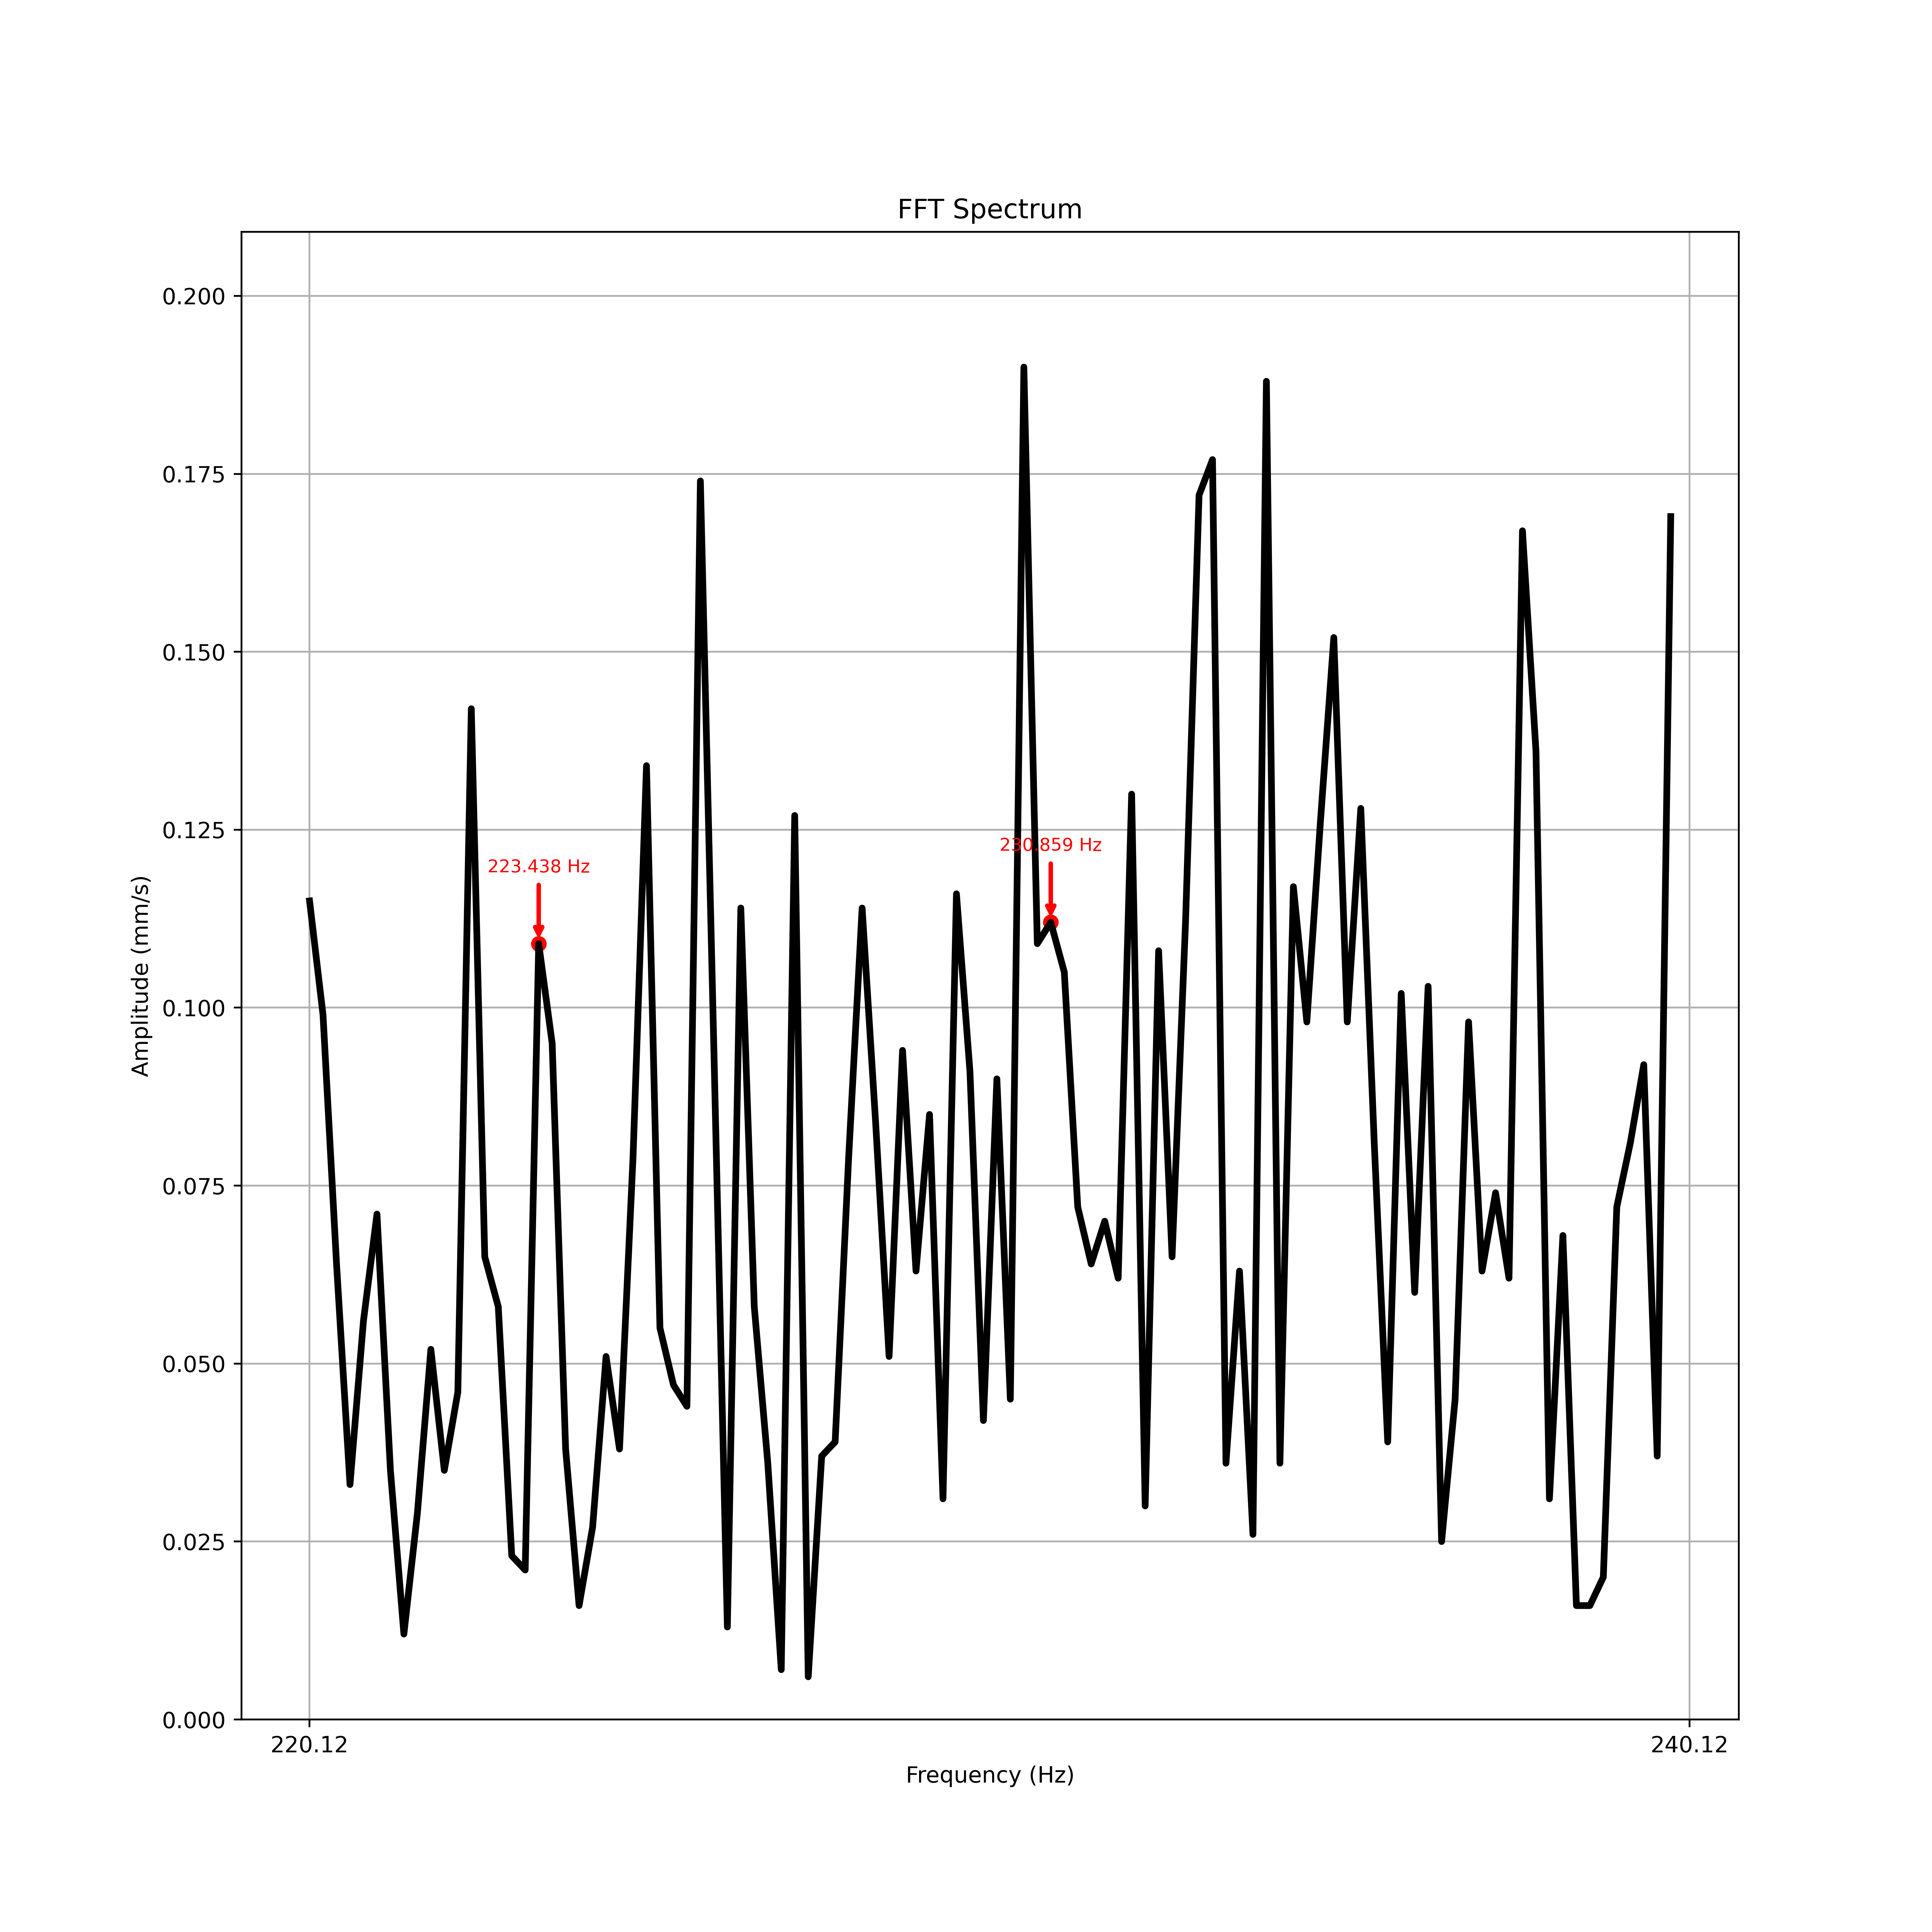 FFT Spectrum
0.200
0.175
0.150
0.125
0.100
0.075
0.050
0.025
0.000
223.438 Hz
230.859 Hz
220.12
240.12
Frequency (Hz)
Amplitude (mm/s)